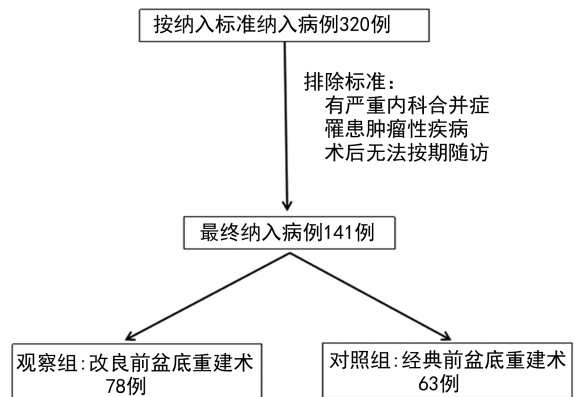 按纳入标准纳入病例320例
排除标准：
有严重内科合并症
罹患肿瘤性疾病
术后无法按期随访
最终纳入病例141例
观察组:改良前盆底重建术
78例
对照组:经典前盆底重建术
63例